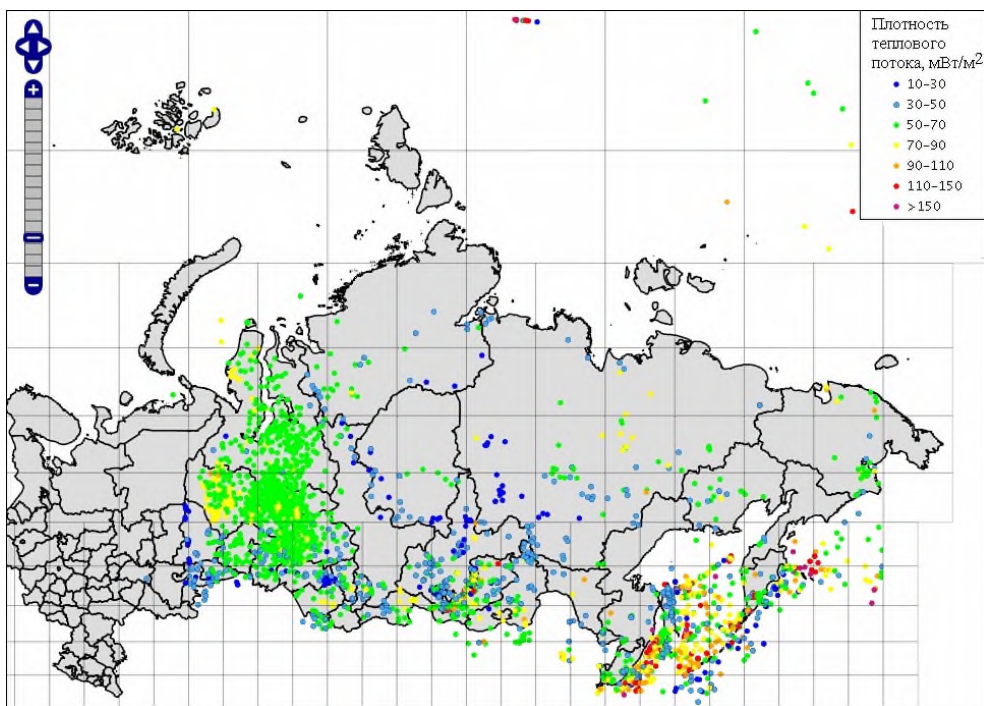 Плотность
теплового
потока, мВт/м²
10–30
30–50
50–70
70–90
90–110
110–150
>150